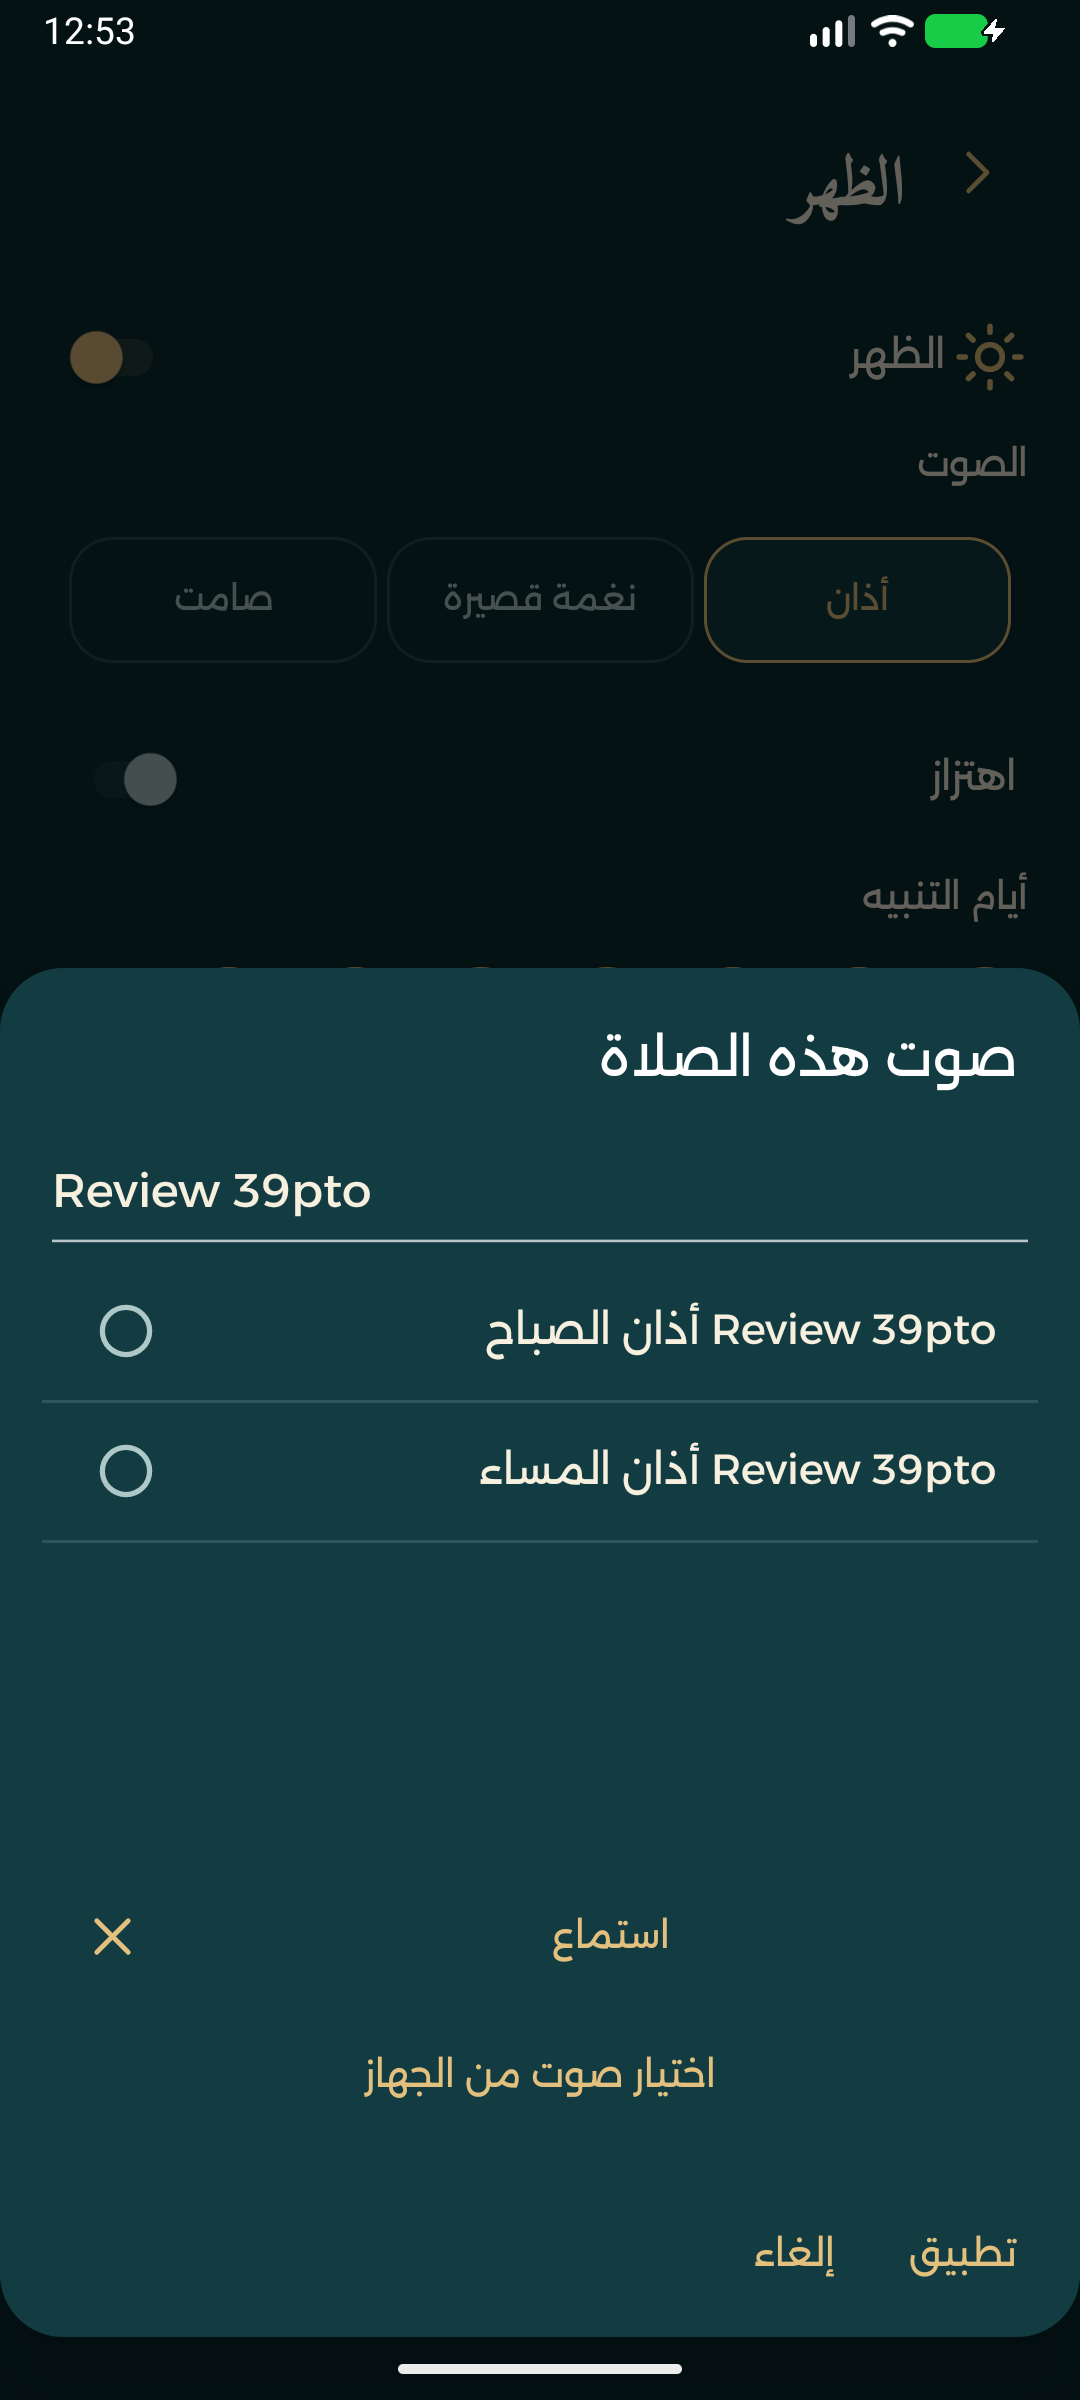 12:53
الظهر
الظهر
الصوت
أذان
نغمة قصيرة
صامت
اهتزاز
أيام التنبيه
صوت هذه الصلاة
Review 39pto
Review 39pto أذان الصباح
Review 39pto أذان المساء
استماع
اختيار صوت من الجهاز
تطبيق
إلغاء